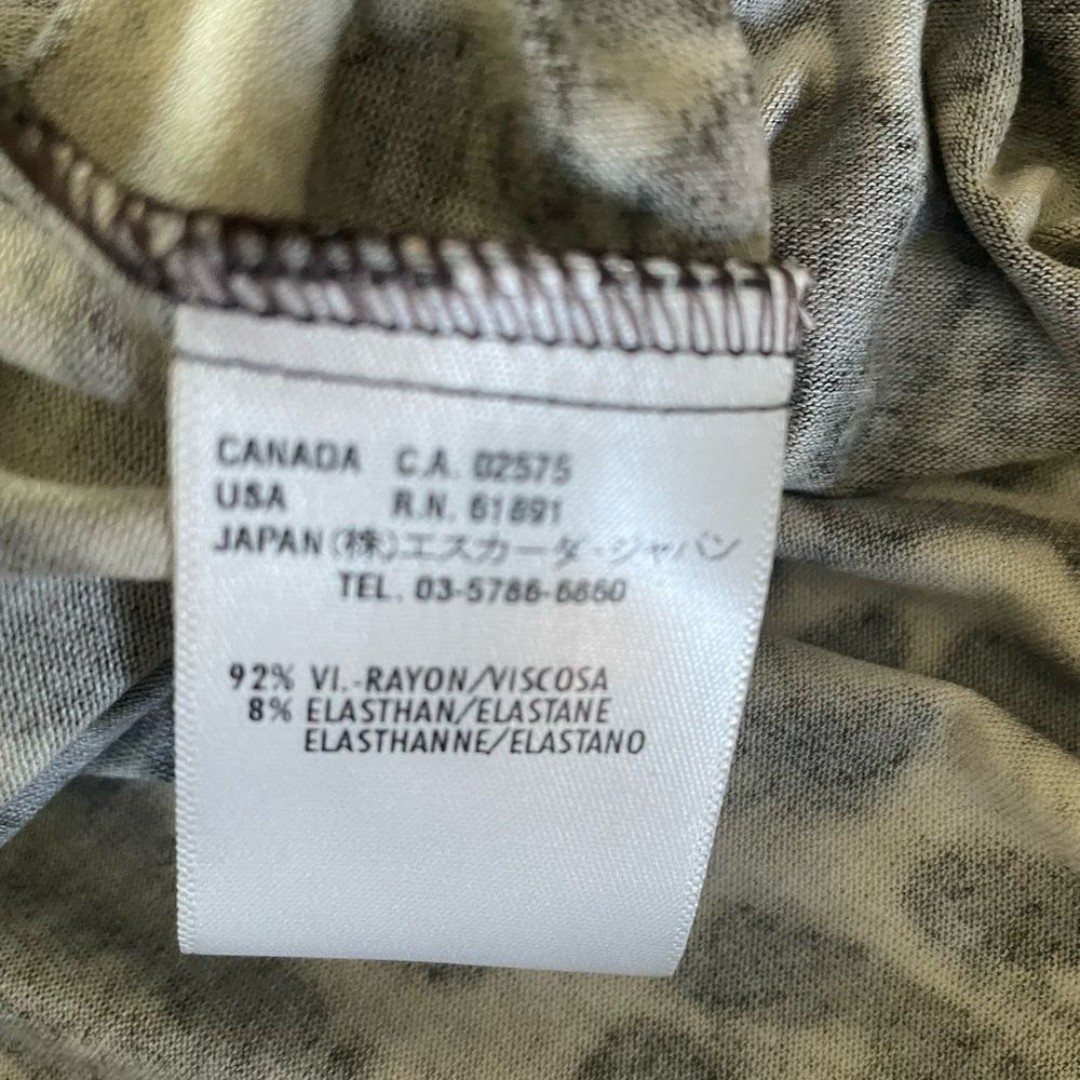 CANADA C.A. 02575
USA R.N. 61891
JAPAN (株)エスカーダ・ジャパン
TEL. 03-5786-6860
92% VI.-RAYON/VISCOSA
8% ELASTHAN/ELASTANE
ELASTHANNE/ELASTANO